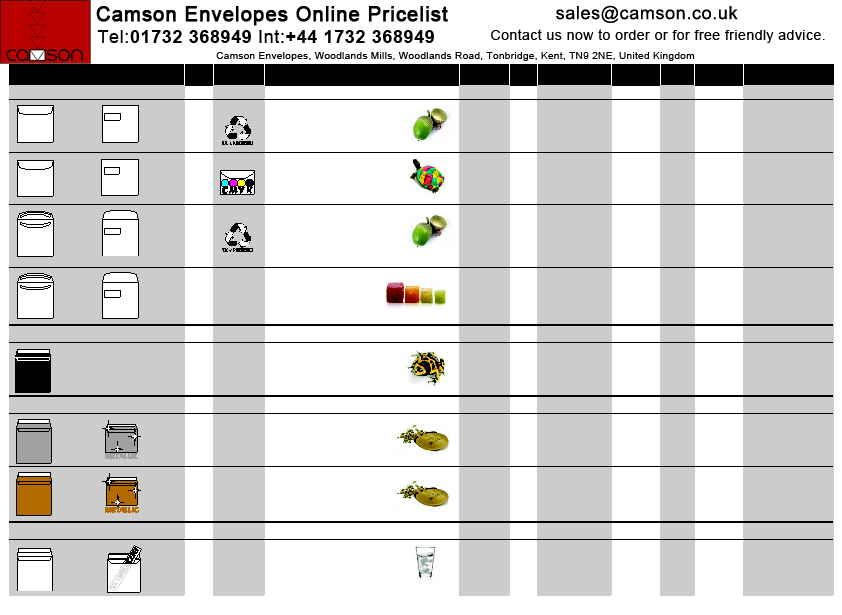 Camson Envelopes Online Pricelist
Tel:01732 368949 Int:+44 1732 368949
sales@camson.co.uk
Contact us now to order or for free friendly advice.
Camson Envelopes, Woodlands Mills, Woodlands Road, Tonbridge, Kent, TN9 2NE, United Kingdom
camson
CMYK
METALLIC
METALLIC